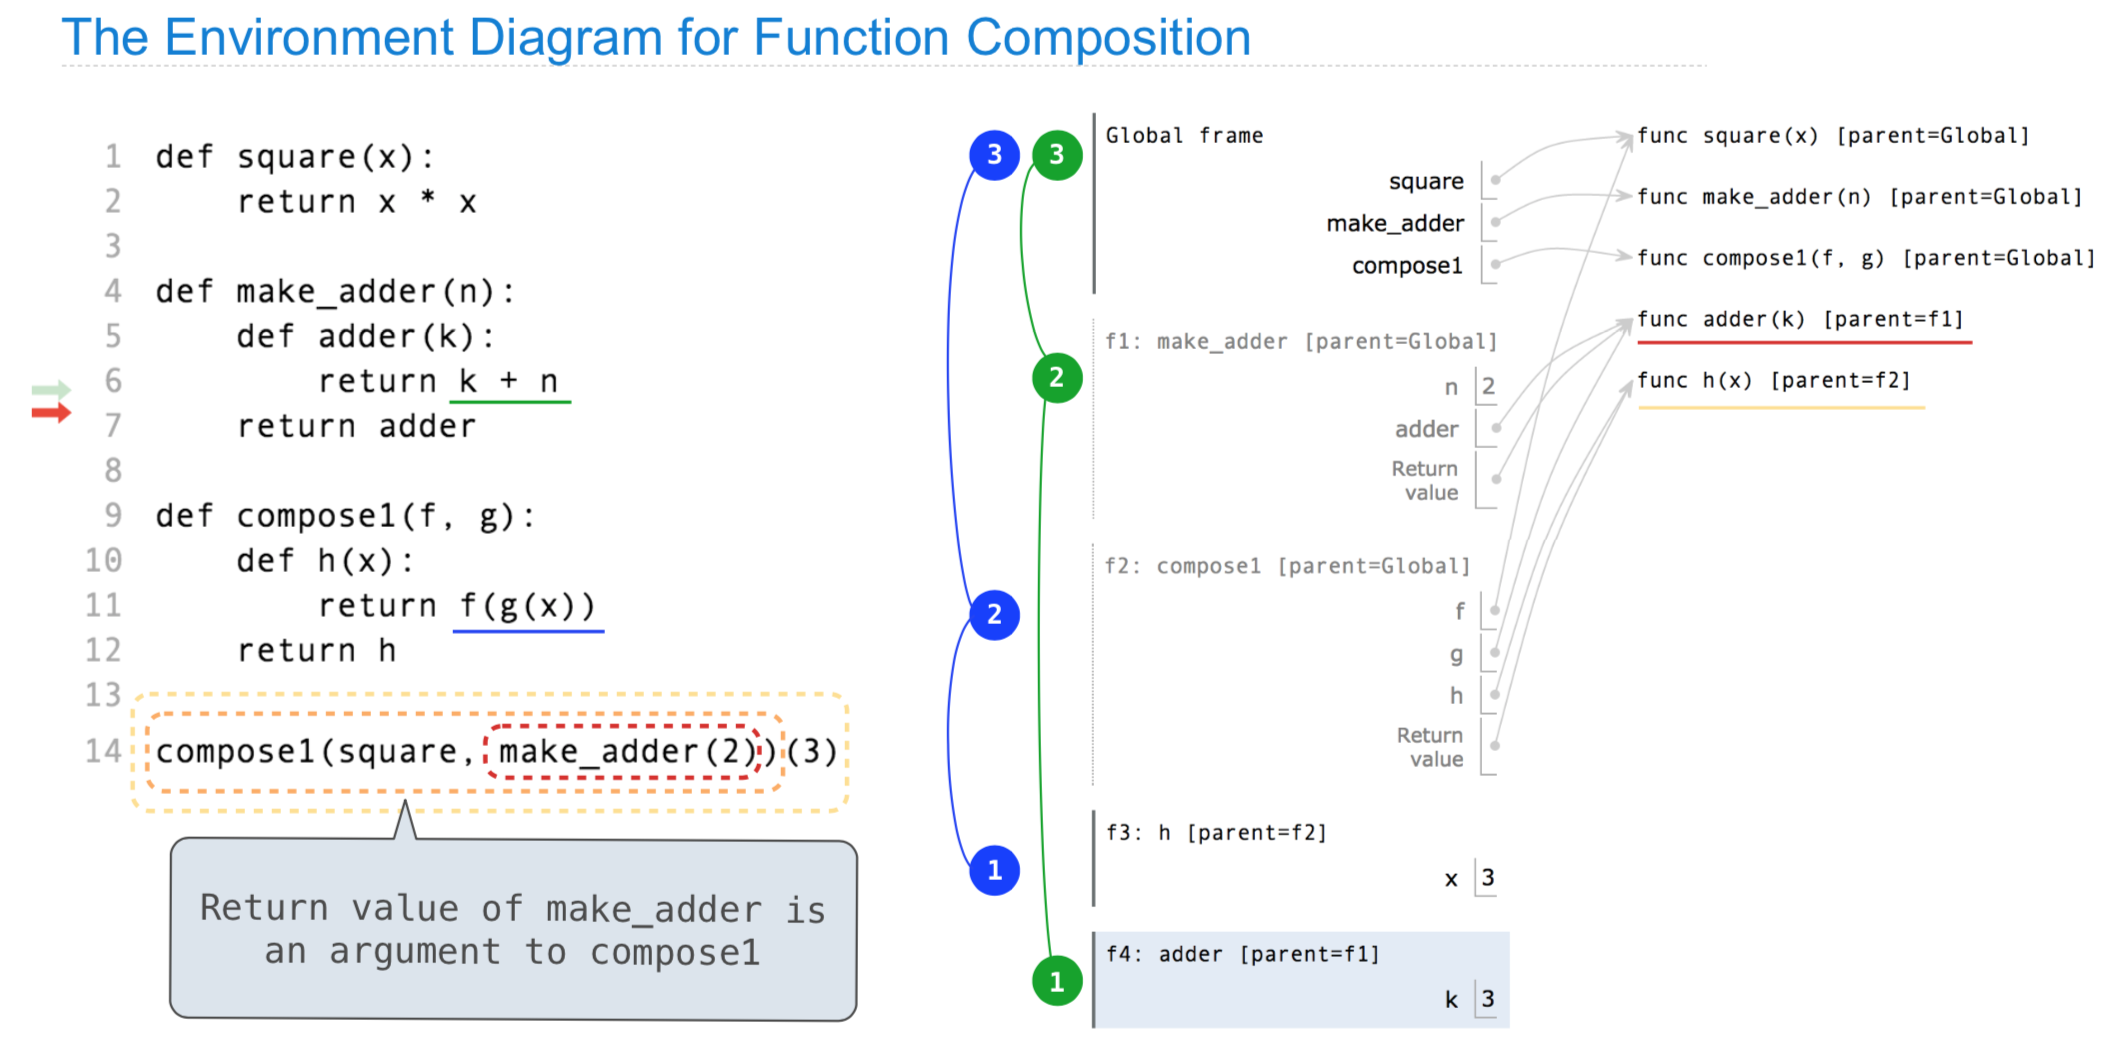 The Environment Diagram for Function Composition
1 def square(x):
2 return x * x
3
4 def make_adder(n):
5 def adder(k):
6 return k + n
7 return adder
8
9 def compose1(f, g):
10 def h(x):
11 return f(g(x))
12 return h
13
14 compose1(square, make_adder(2))(3)
Return value of make_adder is
an argument to compose1
3
2
1
3
2
1
Global frame
square
make_adder
compose1
f1: make_adder [parent=Global]
n 2
adder
Return
value
f2: compose1 [parent=Global]
f
g
h
Return
value
f3: h [parent=f2]
x 3
f4: adder [parent=f1]
k 3
func square(x) [parent=Global]
func make_adder(n) [parent=Global]
func compose1(f, g) [parent=Global]
func adder(k) [parent=f1]
func h(x) [parent=f2]